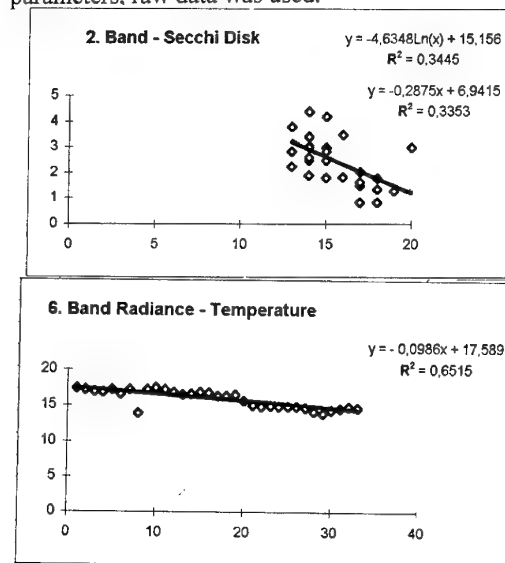 parameters, raw data was used.
2. Band - Secchi Disk
y = -4,6348Ln(x) + 15,156
R² = 0,3445
y = -0,2875x + 6,9415
R² = 0,3353
5
4
3
2
1
0
0 5 10 15 20
6. Band Radiance - Temperature
y = - 0,0986x + 17,589
R² = 0,6515
20
15
10
5
0
0 10 20 30 40